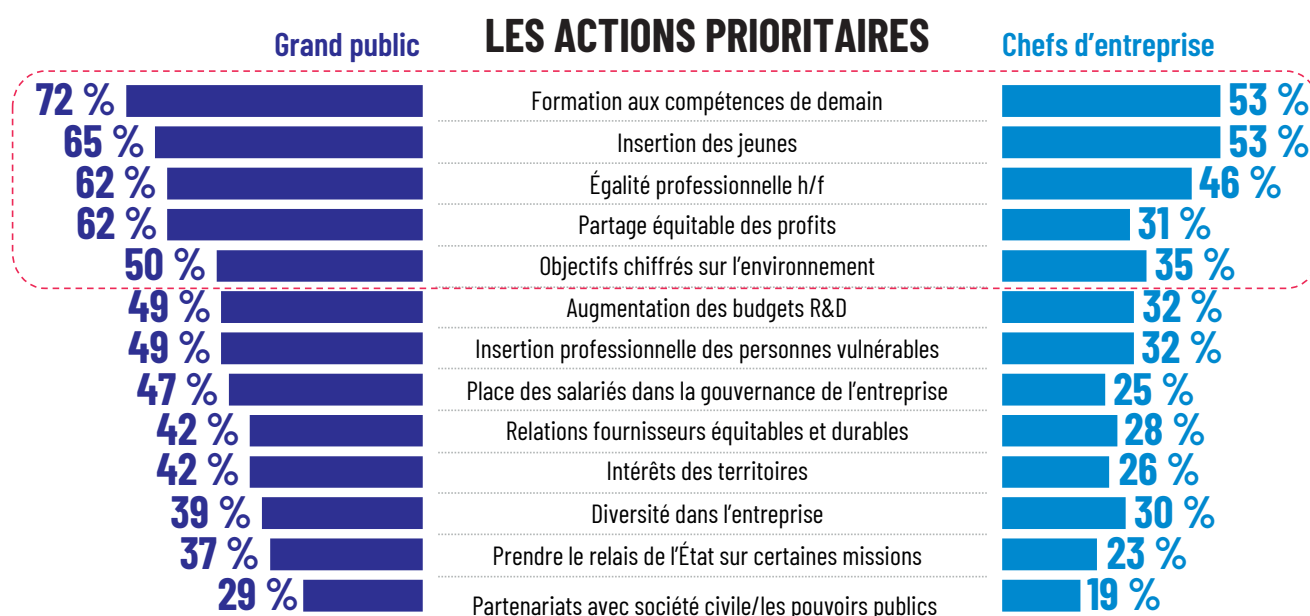 LES ACTIONS PRIORITAIRES
Grand public
Chefs d'entreprise
72 % Formation aux compétences de demain 53 %
65 % Insertion des jeunes 53 %
62 % Égalité professionnelle h/f 46 %
62 % Partage équitable des profits 31 %
50 % Objectifs chiffrés sur l'environnement 35 %
49 % Augmentation des budgets R&D 32 %
49 % Insertion professionnelle des personnes vulnérables 32 %
47 % Place des salariés dans la gouvernance de l'entreprise 25 %
42 % Relations fournisseurs équitables et durables 28 %
42 % Intérêts des territoires 26 %
39 % Diversité dans l'entreprise 30 %
37 % Prendre le relais de l'État sur certaines missions 23 %
29 % Partenariats avec société civile/les pouvoirs publics 19 %